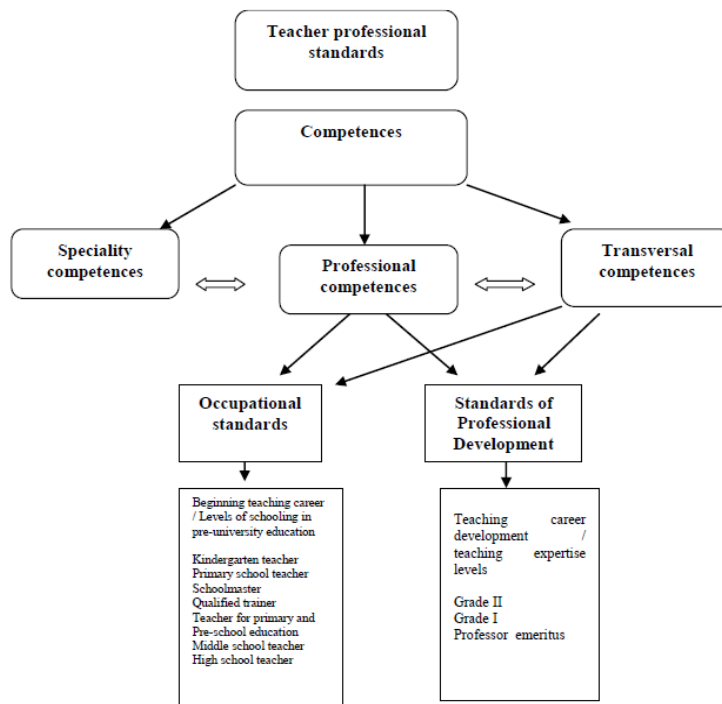 Teacher professional
standards
Competences
Speciality
competences
Professional
competences
Transversal
competences
Occupational
standards
Standards of
Professional
Development
Beginning teaching career
/ Levels of schooling in
pre-university education
Kindergarten teacher
Primary school teacher
Schoolmaster
Qualified trainer
Teacher for primary and
Pre-school education
Middle school teacher
High school teacher
Teaching career
development /
teaching expertise
levels
Grade II
Grade I
Professor emeritus